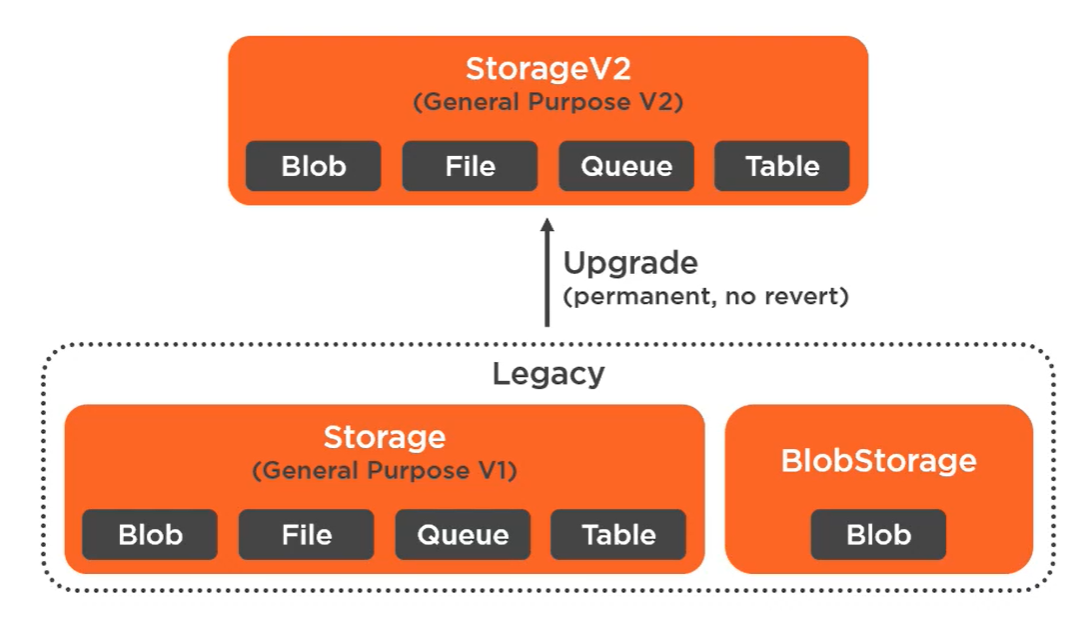 StorageV2
(General Purpose V2)
Blob
File
Queue
Table
Upgrade
(permanent, no revert)
Legacy
Storage
(General Purpose V1)
Blob
File
Queue
Table
BlobStorage
Blob